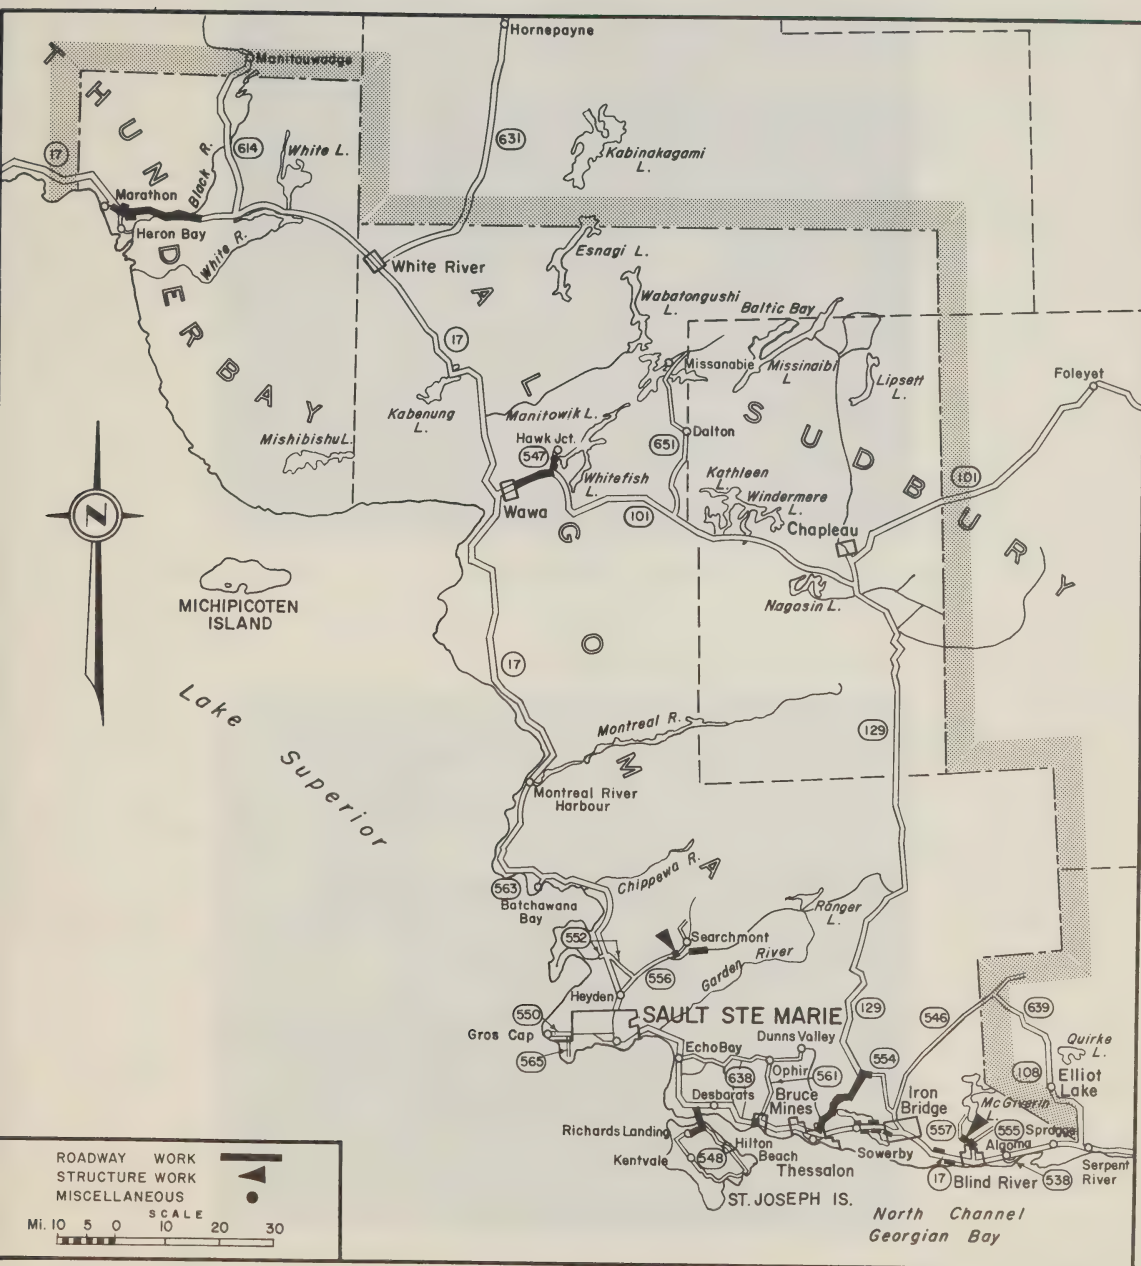 Hornepayne
Manitouwadge
THUNDER BAY
631
Kabinakagami
L.
17
614
White L.
Black R.
Marathon
Heron Bay
White R.
White River
Esnagi L.
Wabatongushi
L.
Baltic Bay
ALGOMA
17
Missanabie
Missinaibi
L
Lipsett
L.
Foleyet
SUDBURY
Kabenung
L.
Manitowik L.
Dalton
Mishibishu L.
Hawk Jct.
547
651
Whitefish
L.
Kathleen
L.
Windermere
L.
101
Wawa
101
Chapleau
N
MICHIPICOTEN
ISLAND
Nagasin L.
17
Lake Superior
Montreal R.
129
Montreal River
Harbour
Chippewa R.
563
Batchawana
Bay
Ranger
L.
552
Searchmont
556
Garden River
Heyden
550
SAULT STE MARIE
129
546
639
Gros Cap
Dunns Valley
Quirke
L.
565
Echo Bay
Ophir
554
638
561
108
Elliot
Lake
Desbarats
Bruce
Mines
Iron
Bridge
McGiverin
L.
Richards Landing
557
555
Spragge
Algoma
Hilton
Beach
Kentvale
548
Sowerby
Thessalon
Serpent
River
17
Blind River
538
ST. JOSEPH IS.
North Channel
Georgian Bay
ROADWAY WORK
STRUCTURE WORK
MISCELLANEOUS
SCALE
Mi. 10 5 0 10 20 30